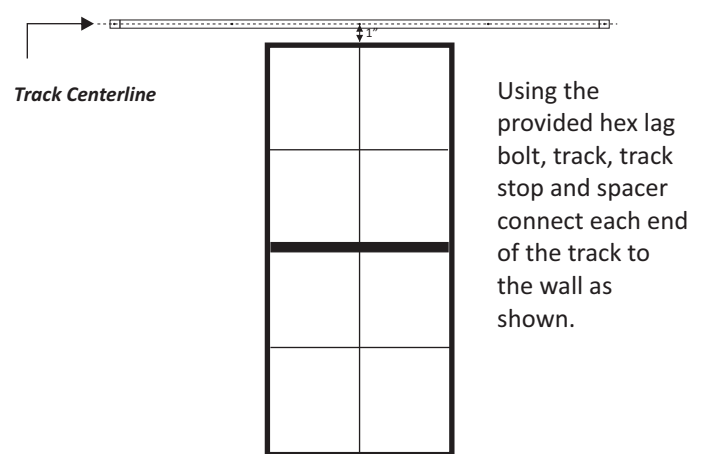 1”
Track Centerline
Using the
provided hex lag
bolt, track, track
stop and spacer
connect each end
of the track to
the wall as
shown.